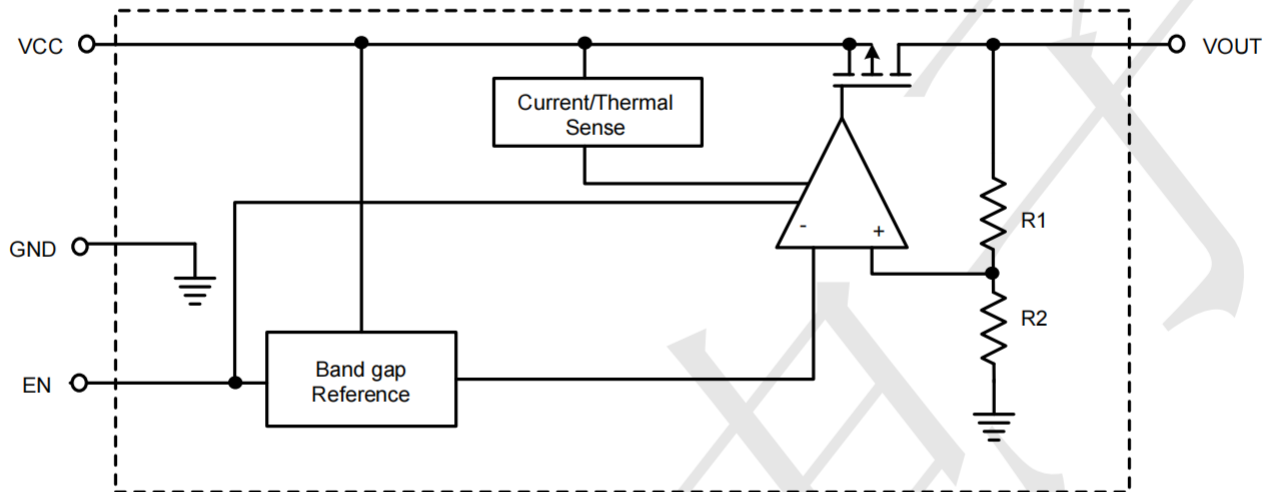 VCC
VOUT
Current/Thermal
Sense
- +
R1
GND
R2
EN
Band gap
Reference